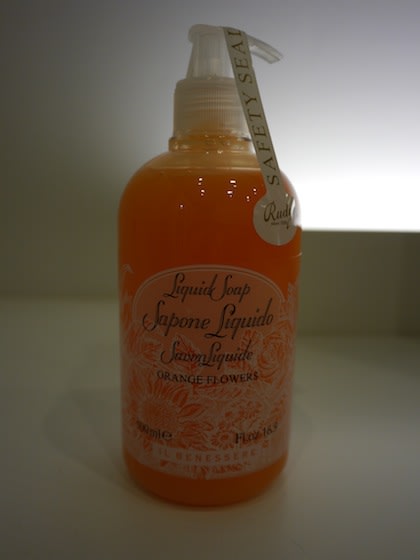 SAFETY SEAL
Rudy
Liquid Soap
Sapone Liquido
Savon Liquide
ORANGE FLOWERS
500ml℮ Fl.oz 16.9
IL BENESSERE